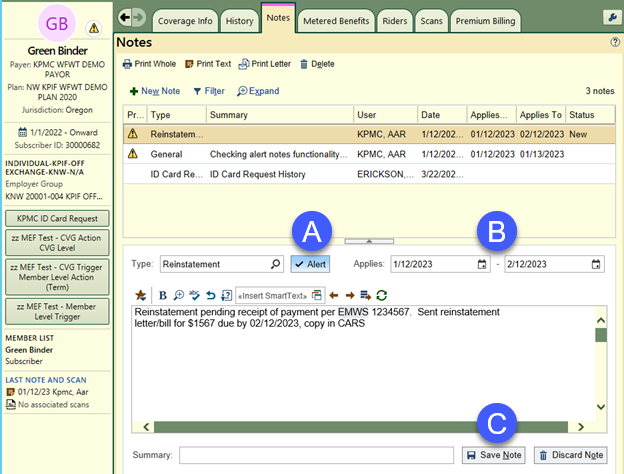 GB
Green Binder
Payer: KPMC WFWT DEMO
PAYOR
Plan: NW KPIF WFWT DEMO
PLAN 2020
Jurisdiction: Oregon
1/1/2022 - Onward
Subscriber ID: 30000682
INDIVIDUAL-KPIF-OFF
EXCHANGE-KNW-N/A
Employer Group
KNW 20001-004 KPIF OFF...
KPMC ID Card Request
zz MEF Test - CVG Action
CVG Level
zz MEF Test - CVG Trigger
Member Level Action
(Term)
zz MEF Test - Member
Level Trigger
MEMBER LIST
Green Binder
Subscriber
LAST NOTE AND SCAN
01/12/23 Kpmc, Aar
No associated scans
Coverage Info History Notes Metered Benefits Riders Scans Premium Billing
Notes
Print Whole Print Text Print Letter Delete
New Note Filter Expand 3 notes
Pr... Type Summary User Date Applies... Applies To Status
Reinstatem... KPMC, AAR 1/12/202... 01/12/2023 02/12/2023 New
General Checking alert notes functionality... KPMC, AAR 1/12/202... 01/12/2023 01/13/2023
ID Card Re... ID Card Request History ERICKSON,... 3/22/202...
A B
Type: Reinstatement Alert Applies: 1/12/2023 - 2/12/2023
B abc «Insert SmartText»
Reinstatement pending receipt of payment per EMWS 1234567. Sent reinstatement
letter/bill for $1567 due by 02/12/2023, copy in CARS
C
Summary: Save Note Discard Note